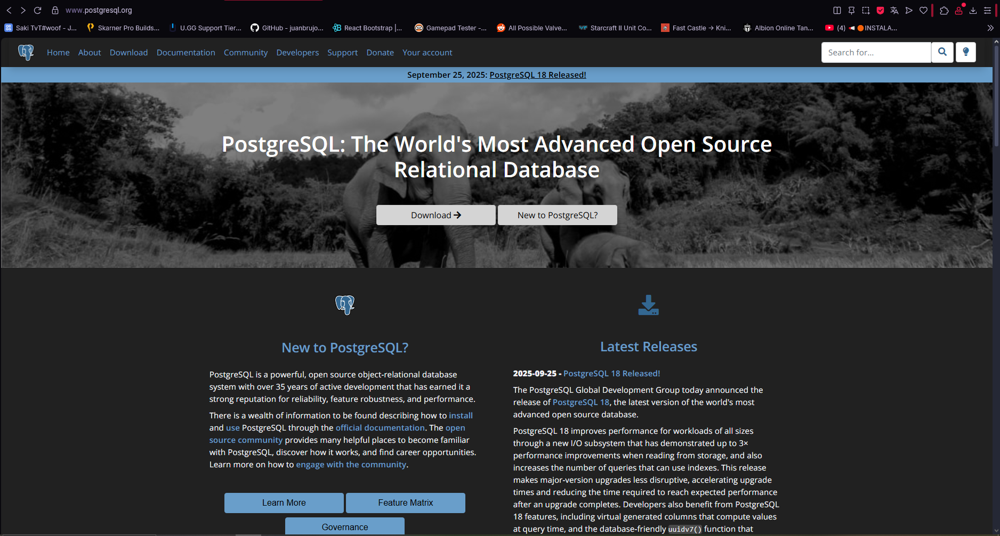 www.postgresql.org
Saki TvT#woof - J...
Skarner Pro Builds...
U.GG Support Tier...
GitHub - juanbrujo...
React Bootstrap |...
Gamepad Tester -...
All Possible Valve...
Starcraft II Unit Co...
Fast Castle → Kni...
Albion Online Tan...
(4) INSTALA...
Home About Download Documentation Community Developers Support Donate Your account
Search for...
September 25, 2025: PostgreSQL 18 Released!
PostgreSQL: The World's Most Advanced Open Source
Relational Database
Download
New to PostgreSQL?
New to PostgreSQL?
PostgreSQL is a powerful, open source object-relational database
system with over 35 years of active development that has earned it a
strong reputation for reliability, feature robustness, and performance.
There is a wealth of information to be found describing how to install
and use PostgreSQL through the official documentation. The open
source community provides many helpful places to become familiar
with PostgreSQL, discover how it works, and find career opportunities.
Learn more on how to engage with the community.
Learn More
Feature Matrix
Governance
Latest Releases
2025-09-25 - PostgreSQL 18 Released!
The PostgreSQL Global Development Group today announced the
release of PostgreSQL 18, the latest version of the world's most
advanced open source database.
PostgreSQL 18 improves performance for workloads of all sizes
through a new I/O subsystem that has demonstrated up to 3×
performance improvements when reading from storage, and also
increases the number of queries that can use indexes. This release
makes major-version upgrades less disruptive, accelerating upgrade
times and reducing the time required to reach expected performance
after an upgrade completes. Developers also benefit from PostgreSQL
18 features, including virtual generated columns that compute values
at query time, and the database-friendly uuidv7() function that